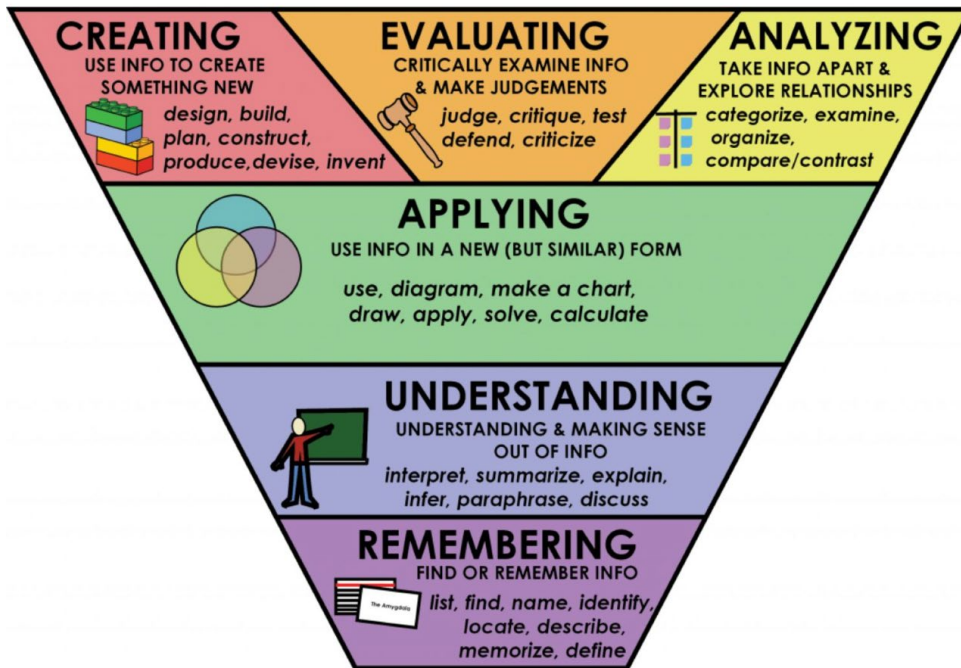 CREATING
USE INFO TO CREATE
SOMETHING NEW
design, build,
plan, construct,
produce,devise, invent
EVALUATING
CRITICALLY EXAMINE INFO
& MAKE JUDGEMENTS
judge, critique, test
defend, criticize
ANALYZING
TAKE INFO APART &
EXPLORE RELATIONSHIPS
categorize, examine,
organize,
compare/contrast
APPLYING
USE INFO IN A NEW (BUT SIMILAR) FORM
use, diagram, make a chart,
draw, apply, solve, calculate
UNDERSTANDING
UNDERSTANDING & MAKING SENSE
OUT OF INFO
interpret, summarize, explain,
infer, paraphrase, discuss
REMEMBERING
FIND OR REMEMBER INFO
The Amygdala
list, find, name, identify,
locate, describe,
memorize, define